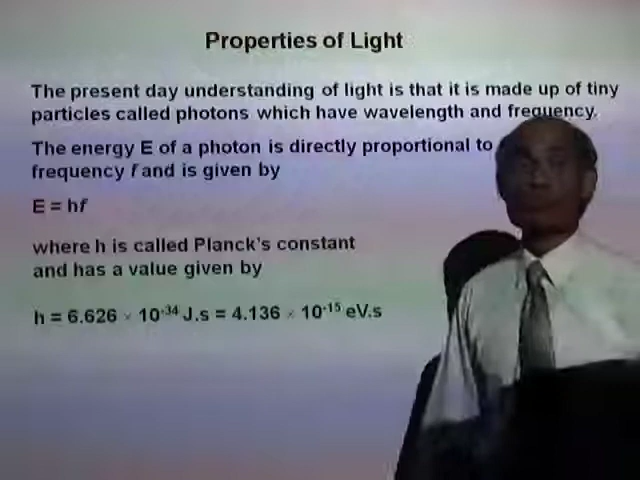 Properties of Light
The present day understanding of light is that it is made up of tiny
particles called photons which have wavelength and frequency.
The energy E of a photon is directly proportional to
frequency f and is given by
E = hf
where h is called Planck's constant
and has a value given by
h = 6.626 × 10⁻³⁴ J.s = 4.136 × 10⁻¹⁵ eV.s